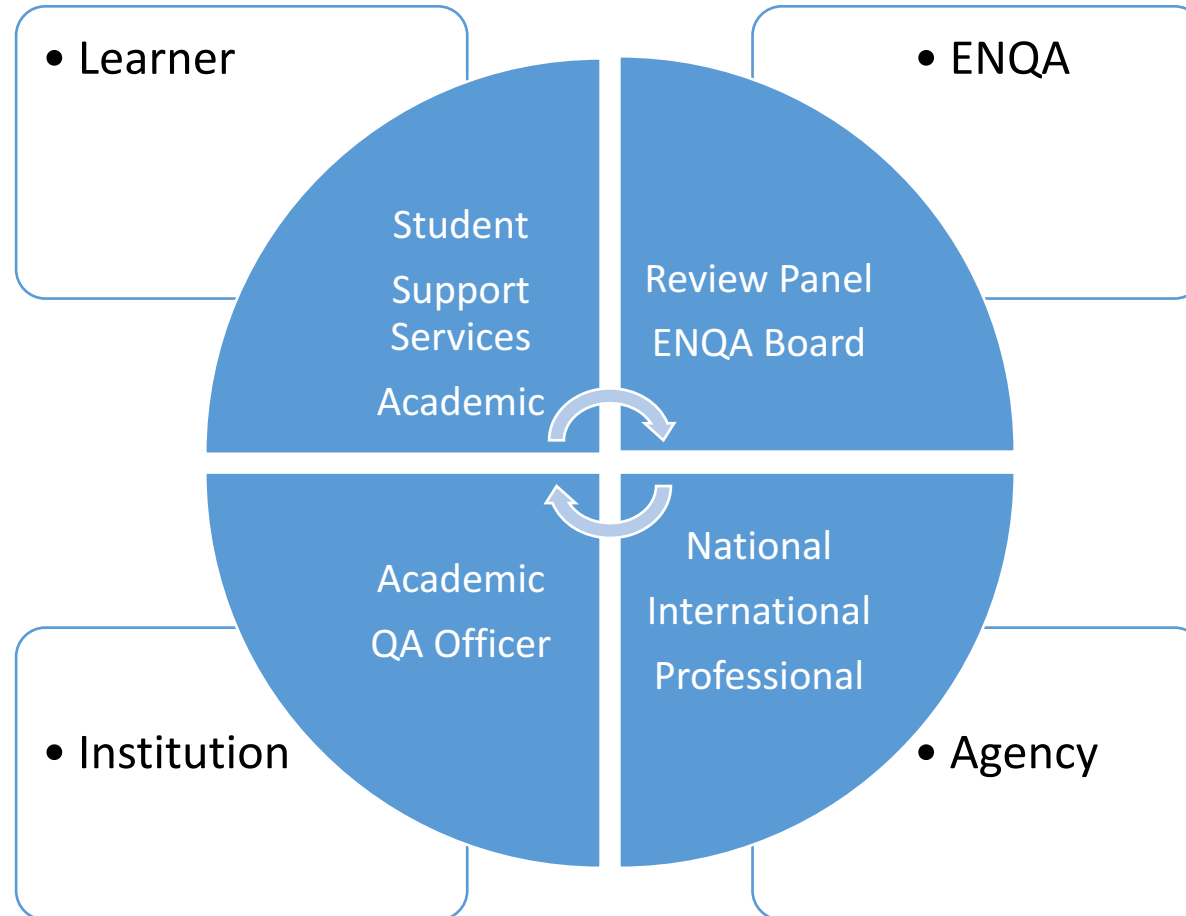 • Learner
• ENQA
Student
Support
Services
Academic
Review Panel
ENQA Board
Academic
QA Officer
National
International
Professional
• Institution
• Agency